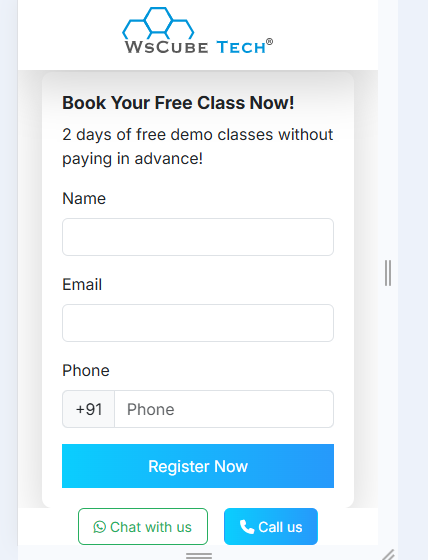 WsCube Tech®
Book Your Free Class Now!
2 days of free demo classes without
paying in advance!
Name
Email
Phone
+91 Phone
Register Now
Chat with us Call us